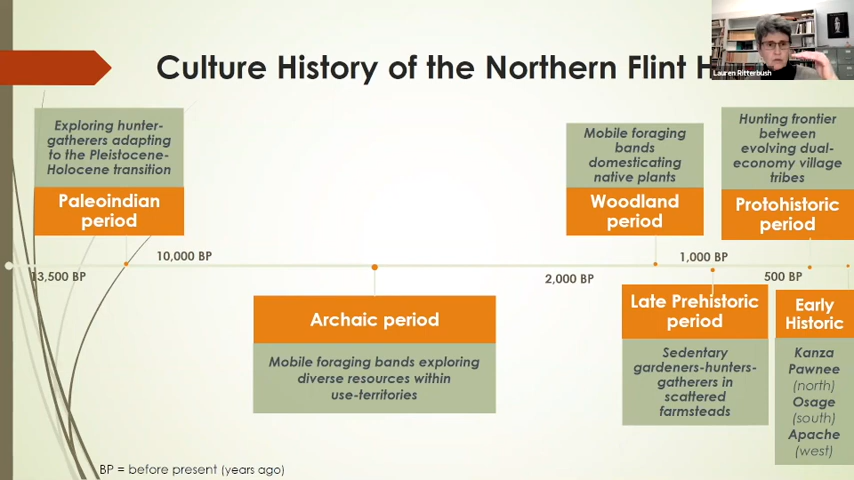 Culture History of the Northern Flint H
Lauren Ritterbush
Exploring hunter-
gatherers adapting
to the Pleistocene-
Holocene transition
Paleoindian
period
Mobile foraging
bands
domesticating
native plants
Woodland
period
Hunting frontier
between
evolving dual-
economy village
tribes
Protohistoric
period
13,500 BP
10,000 BP
2,000 BP
1,000 BP
500 BP
Archaic period
Mobile foraging bands exploring
diverse resources within
use-territories
Late Prehistoric
period
Sedentary
gardeners-hunters-
gatherers in
scattered
farmsteads
Early
Historic
Kanza
Pawnee
(north)
Osage
(south)
Apache
(west)
BP = before present (years ago)